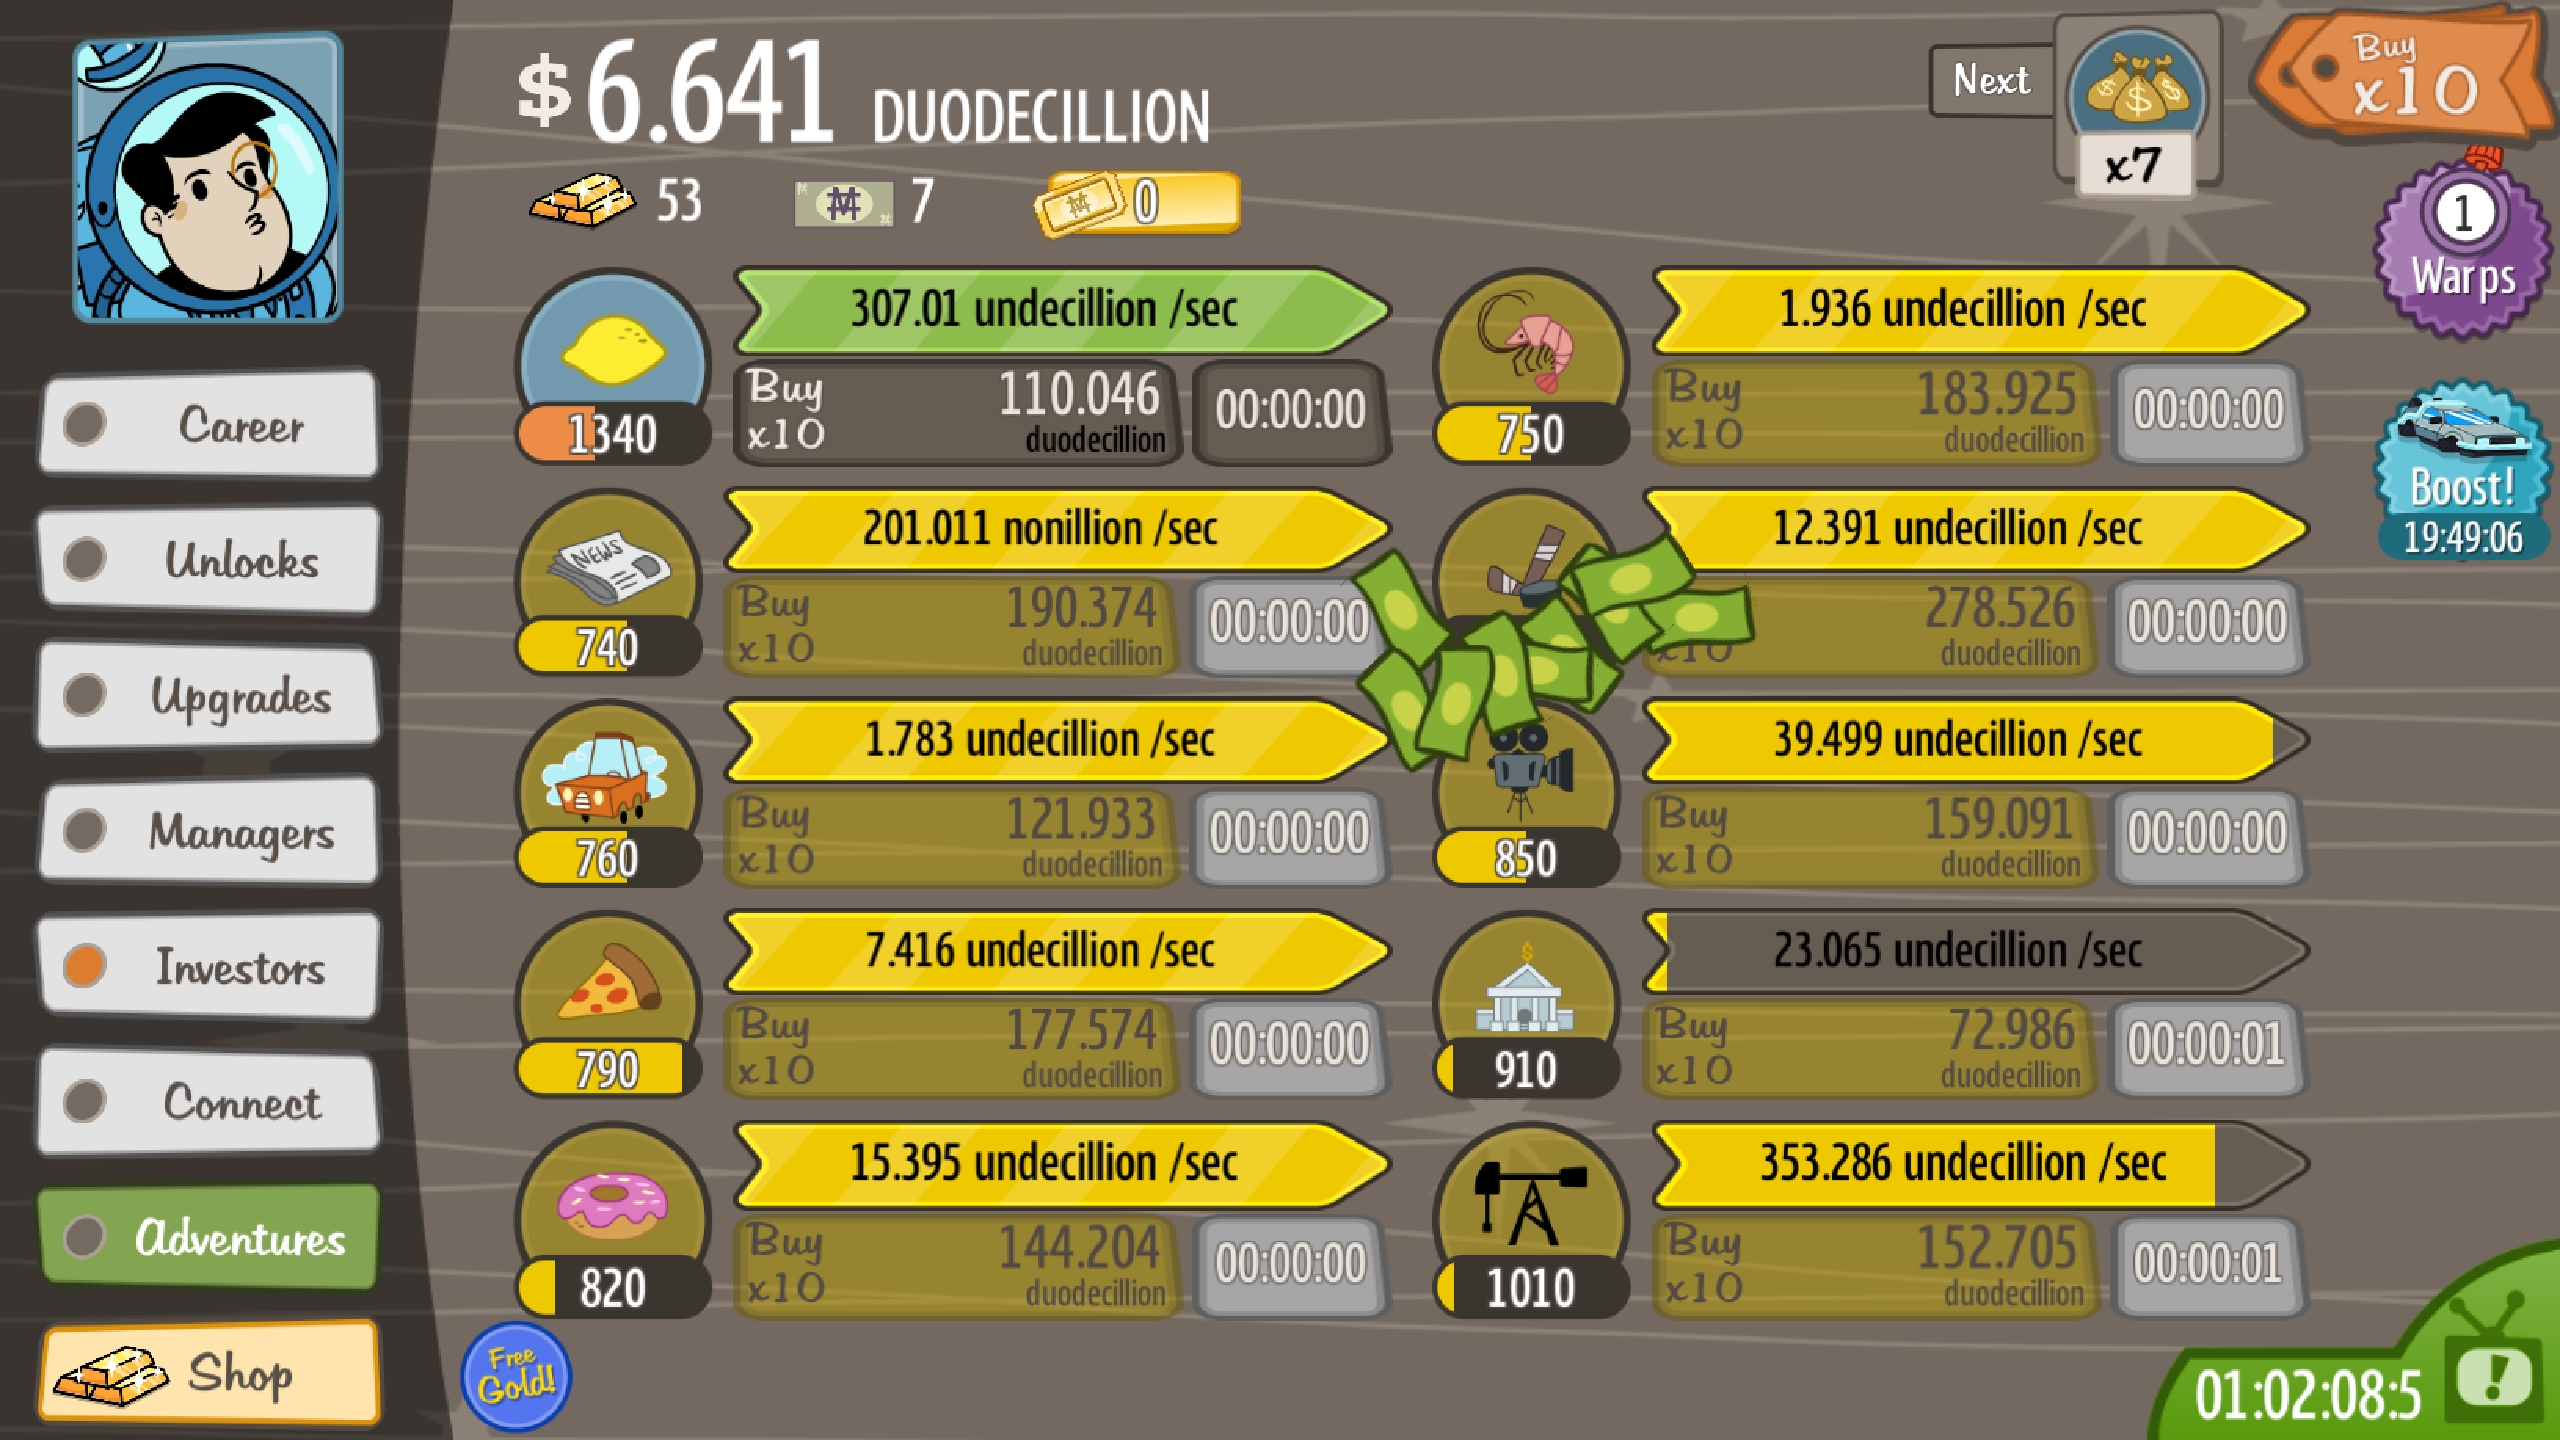 $6.641 DUODECILLION
53 7 0
Next
x7
Buy
x10
1
Warps
Boost!
19:49:06
Career
Unlocks
Upgrades
Managers
Investors
Connect
Adventures
Shop
307.01 undecillion /sec
Buy 110.046
x10 duodecillion
00:00:00
1340
1.936 undecillion /sec
Buy 183.925
x10 duodecillion
00:00:00
750
NEWS
201.011 nonillion /sec
Buy 190.374
x10 duodecillion
00:00:00
740
12.391 undecillion /sec
278.526
x10 duodecillion
00:00:00
1.783 undecillion /sec
Buy 121.933
x10 duodecillion
00:00:00
760
39.499 undecillion /sec
Buy 159.091
x10 duodecillion
00:00:00
850
7.416 undecillion /sec
Buy 177.574
x10 duodecillion
00:00:00
790
23.065 undecillion /sec
Buy 72.986
x10 duodecillion
00:00:01
910
15.395 undecillion /sec
Buy 144.204
x10 duodecillion
00:00:00
820
353.286 undecillion /sec
Buy 152.705
x10 duodecillion
00:00:01
1010
Free
Gold!
01:02:08:5
!